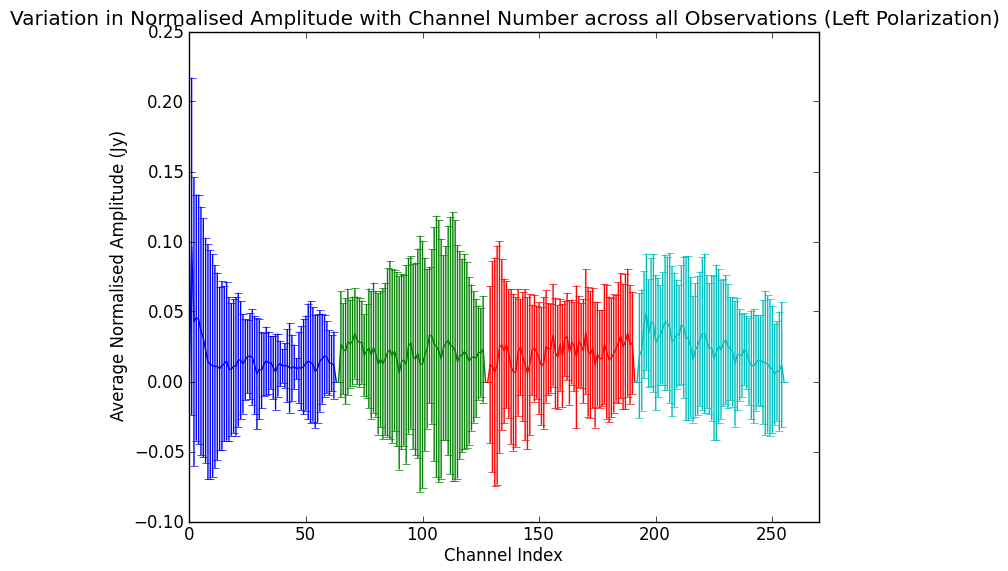 Variation in Normalised Amplitude with Channel Number across all Observations (Left Polarization)
0.25
0.20
0.15
0.10
0.05
0.00
−0.05
−0.10
Average Normalised Amplitude (Jy)
0 50 100 150 200 250
Channel Index